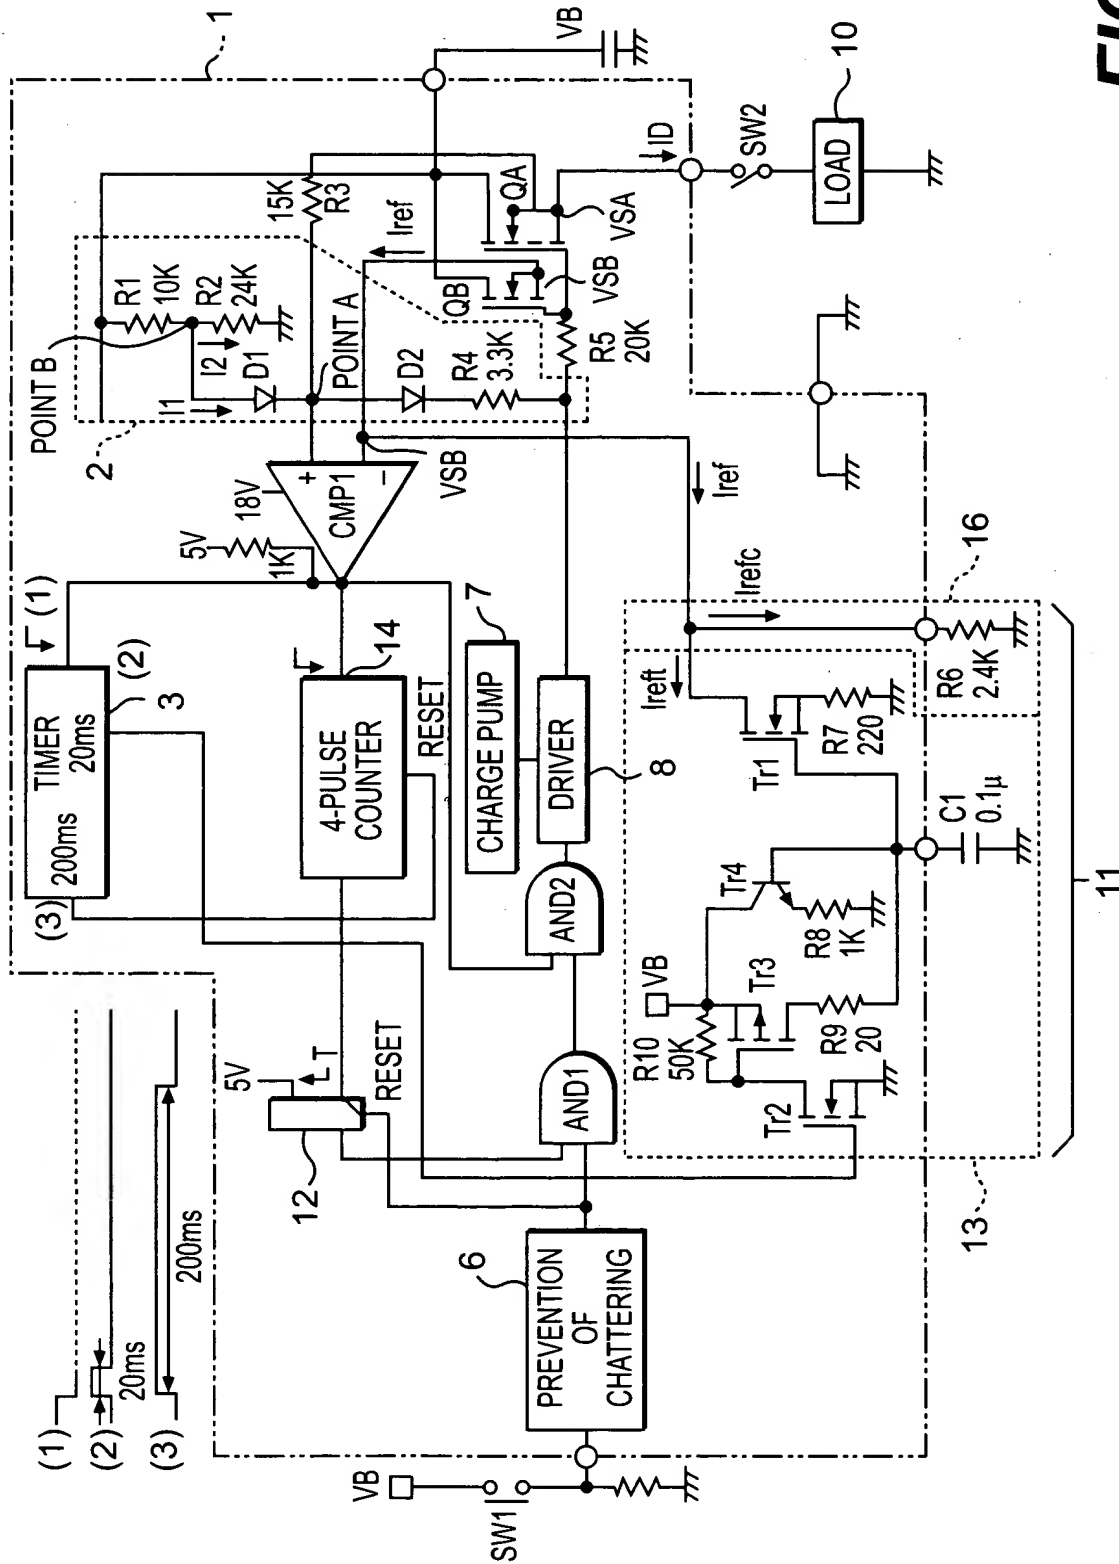 FIG
1
VB
10
LOAD
SW2
ID
15K
R3
QA
Iref
VSA
QB
VSB
R1
10K
R2
24K
POINT B
I2
I1
D1
POINT A
D2
R4
3.3K
R5
20K
2
VSB
18V
+
−
CMP1
5V
1K
(1)
(2)
TIMER
20ms
200ms
(3)
3
14
4-PULSE
COUNTER
RESET
7
CHARGE PUMP
DRIVER
8
Iref
Irefc
16
Ireft
R6
2.4K
R7
220
Tr1
C1
0.1μ
11
Tr4
R8
1K
VB
Tr3
R10
50K
R9
20
Tr2
13
AND2
AND1
5V
T
RESET
12
6
PREVENTION
OF
CHATTERING
VB
SW1
(1)
(2)
20ms
(3)
200ms